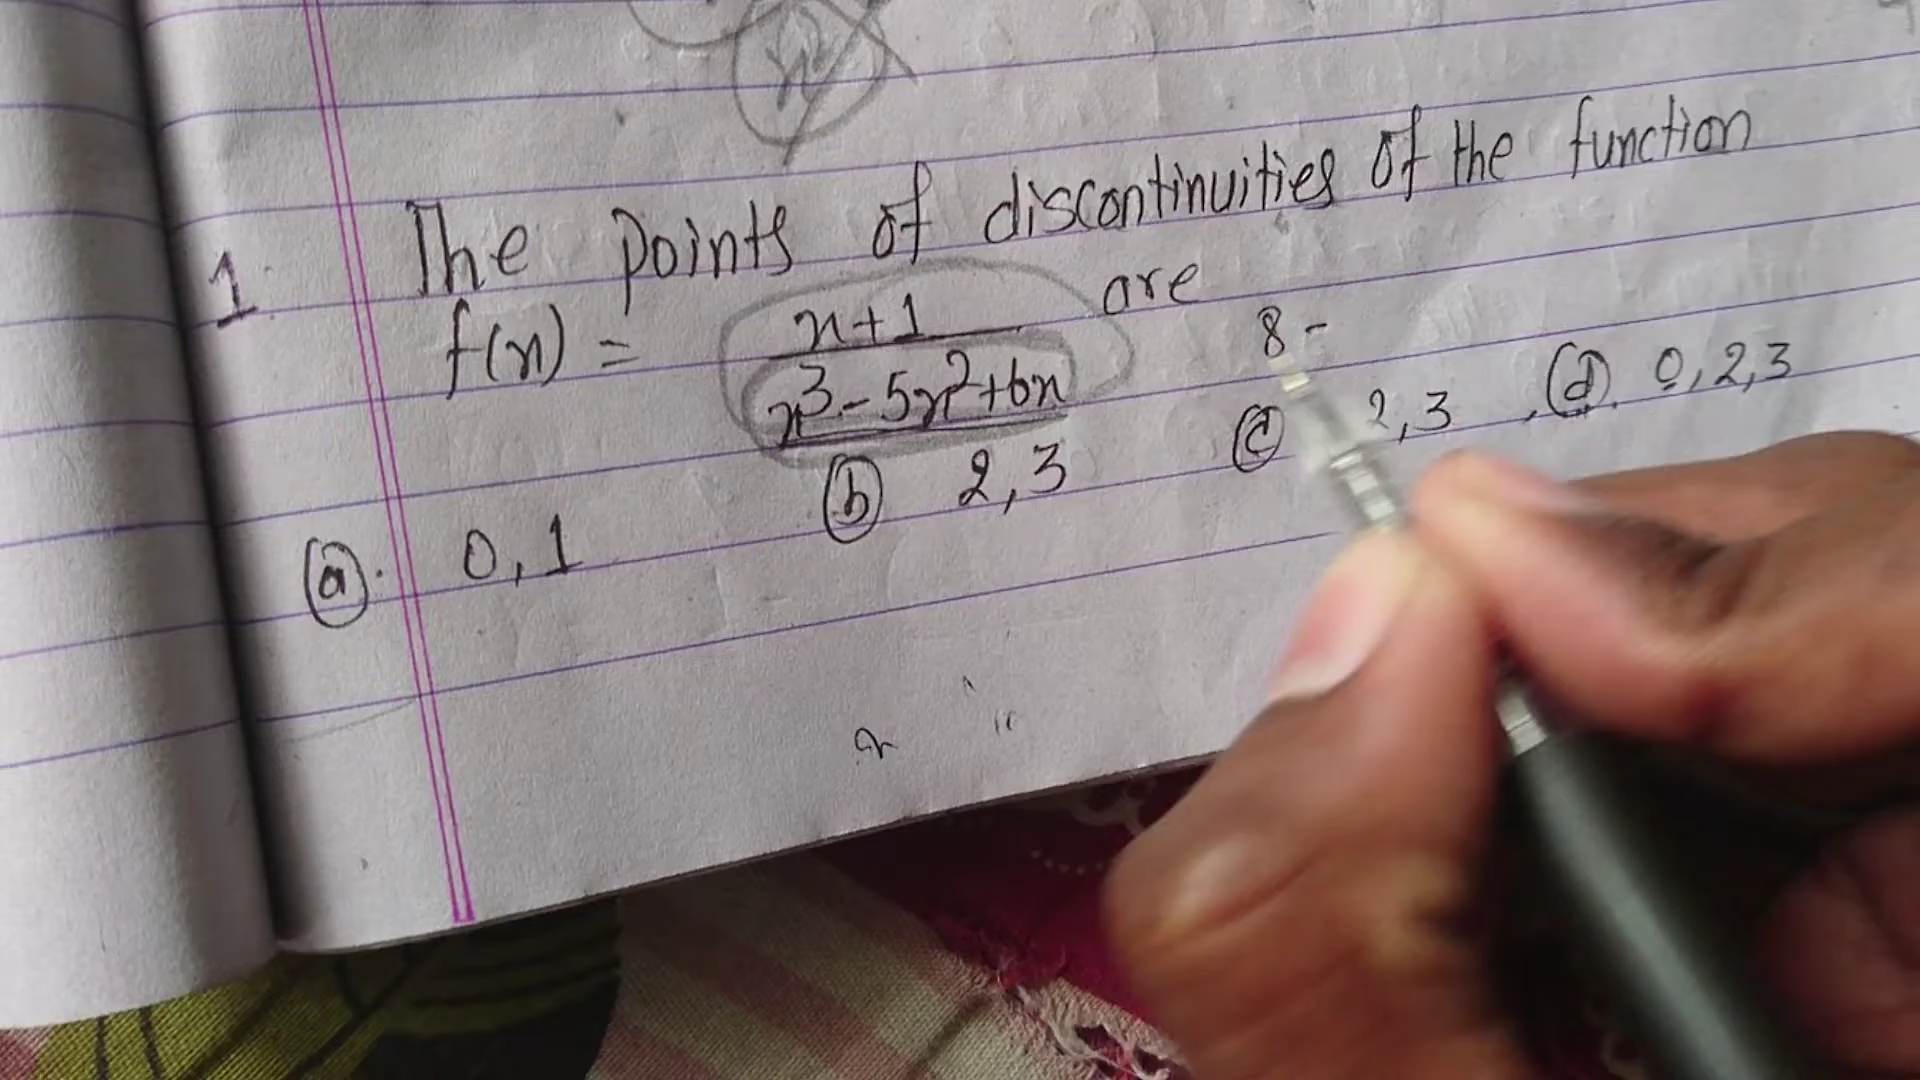 1. The points of discontinuities of the function
f(x) = x+1 / x³-5x²+6x are
8 -
(a). 0,1 (b) 2,3 (c) 2,3 (d). 0,2,3